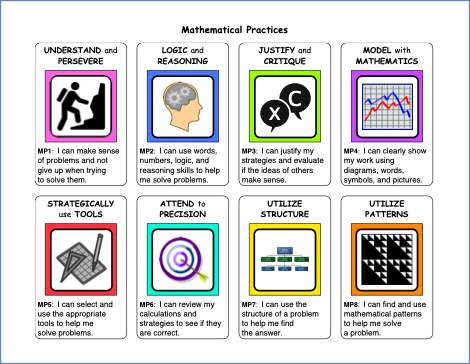 Mathematical Practices
UNDERSTAND and
PERSEVERE
MP1: I can make sense
of problems and not
give up when trying
to solve them.
LOGIC and
REASONING
MP2: I can use words,
numbers, logic, and
reasoning skills to help
me solve problems.
JUSTIFY and
CRITIQUE
X C
MP3: I can justify my
strategies and evaluate
if the ideas of others
make sense.
MODEL with
MATHEMATICS
MP4: I can clearly show
my work using
diagrams, words,
symbols, and pictures.
STRATEGICALLY
use TOOLS
MP5: I can select and
use the appropriate
tools to help me
solve problems.
ATTEND to
PRECISION
MP6: I can review my
calculations and
strategies to see if they
are correct.
UTILIZE
STRUCTURE
MP7: I can use the
structure of a problem
to help me find
the answer.
UTILIZE
PATTERNS
MP8: I can find and use
mathematical patterns
to help me solve
a problem.